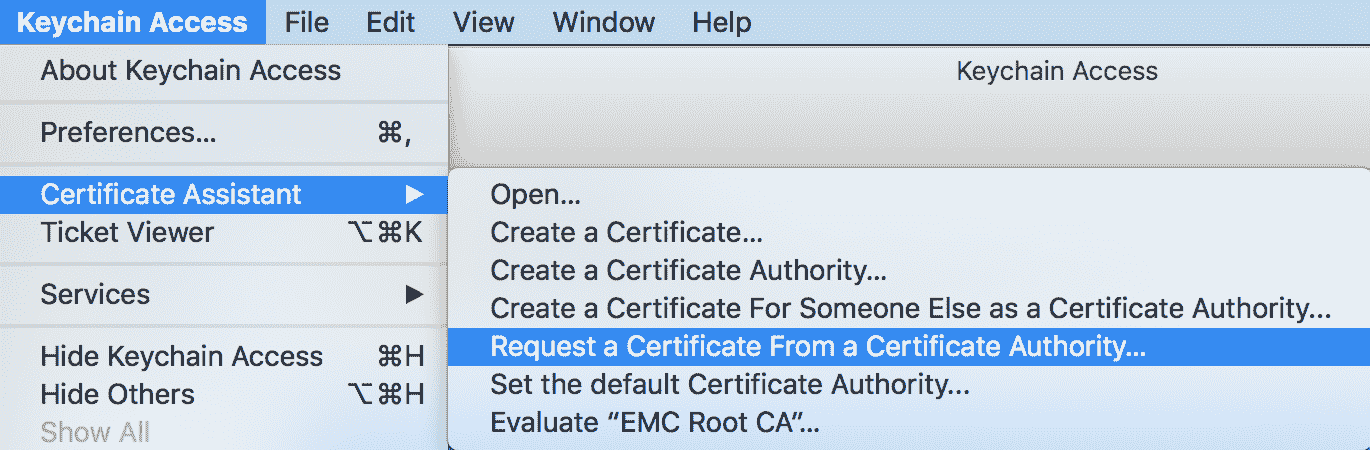 Keychain Access File Edit View Window Help
About Keychain Access
Keychain Access
Preferences... ⌘,
Certificate Assistant ▶
Ticket Viewer ⌥⌘K
Services ▶
Hide Keychain Access ⌘H
Hide Others ⌥⌘H
Show All
Open...
Create a Certificate...
Create a Certificate Authority...
Create a Certificate For Someone Else as a Certificate Authority...
Request a Certificate From a Certificate Authority...
Set the default Certificate Authority...
Evaluate “EMC Root CA”...